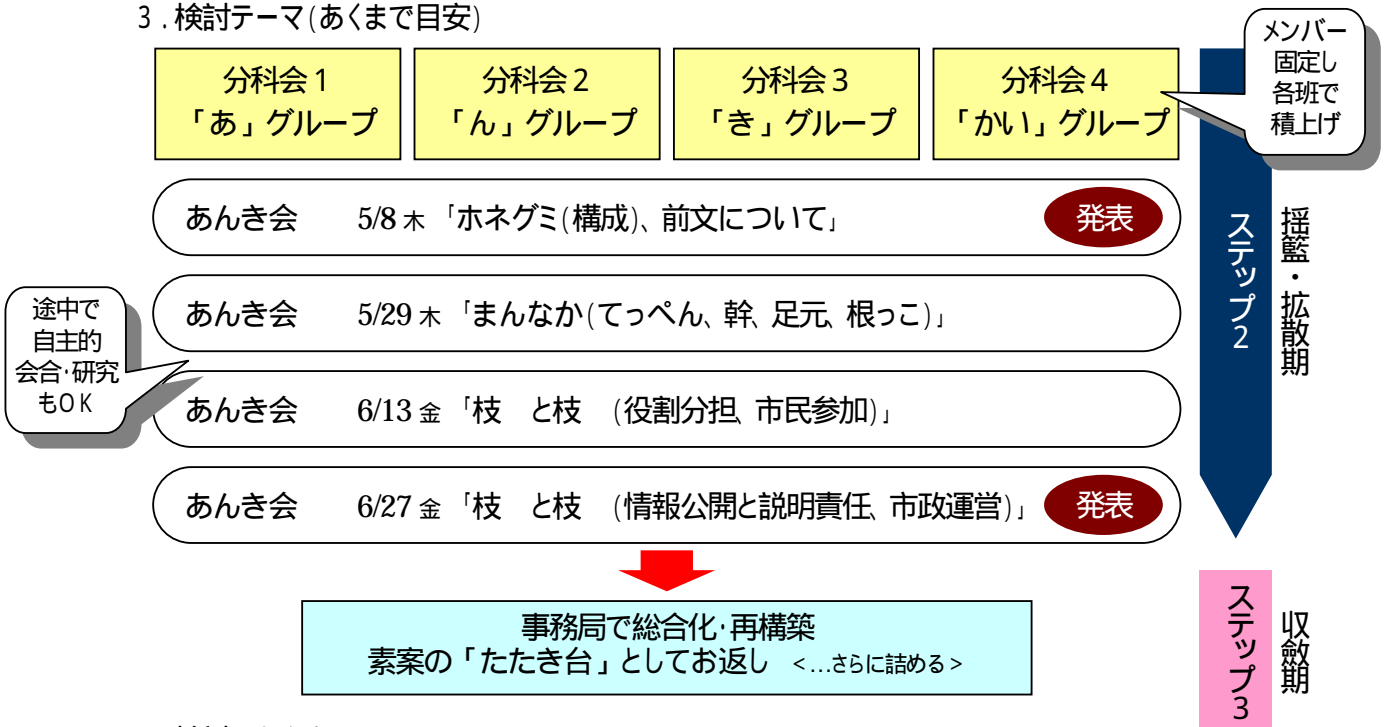 3．検討テーマ(あくまで目安)
メンバー
固定し
各班で
積上げ
分科会1
「あ」グループ
分科会2
「ん」グループ
分科会3
「き」グループ
分科会4
「かい」グループ
あんき会 5/8 木 「ホネグミ(構成)、前文について」 発表
途中で
自主的
会合・研究
もOK
あんき会 5/29 木 「まんなか(てっぺん、幹、足元、根っこ)」
あんき会 6/13 金 「枝 と枝 (役割分担、市民参加)」
あんき会 6/27 金 「枝 と枝 (情報公開と説明責任、市政運営)」 発表
ステップ2
揺籃・拡散期
事務局で総合化・再構築
素案の「たたき台」としてお返し <…さらに詰める>
ステップ3
収斂期